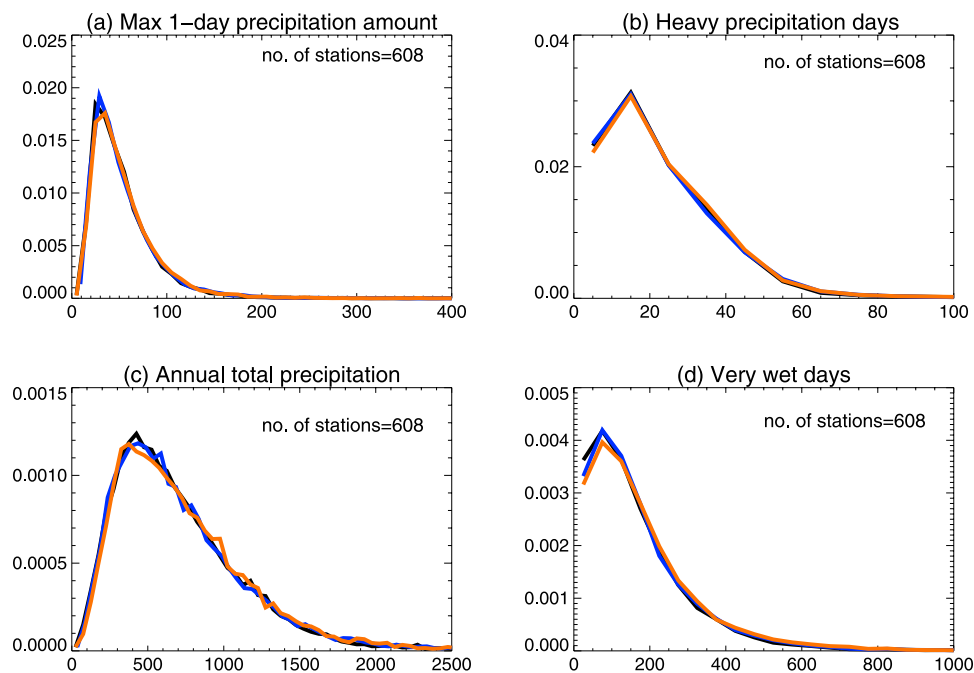 (a) Max 1−day precipitation amount
no. of stations=608
0.025
0.020
0.015
0.010
0.005
0.000
0 100 200 300 400
(b) Heavy precipitation days
no. of stations=608
0.04
0.02
0.00
0 20 40 60 80 100
(c) Annual total precipitation
no. of stations=608
0.0015
0.0010
0.0005
0.0000
0 500 1000 1500 2000 2500
(d) Very wet days
no. of stations=608
0.005
0.004
0.003
0.002
0.001
0.000
0 200 400 600 800 1000